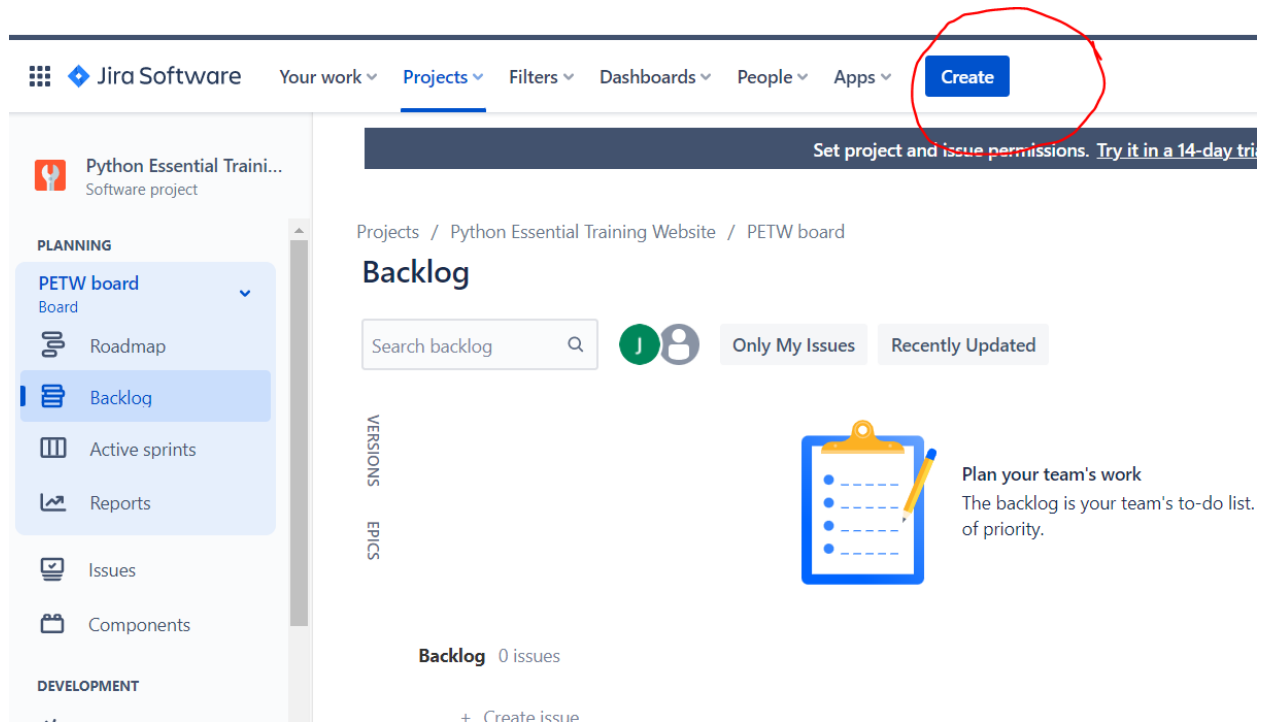 Jira Software Your work Projects Filters Dashboards People Apps Create
Set project and issue permissions. Try it in a 14-day
Python Essential Traini...
Software project
PLANNING
PETW board
Board
Roadmap
Backlog
Active sprints
Reports
Issues
Components
DEVELOPMENT
Projects / Python Essential Training Website / PETW board
Backlog
Search backlog J Only My Issues Recently Updated
VERSIONS
EPICS
Plan your team's work
The backlog is your team's to-do list.
of priority.
Backlog 0 issues
+ Create issue